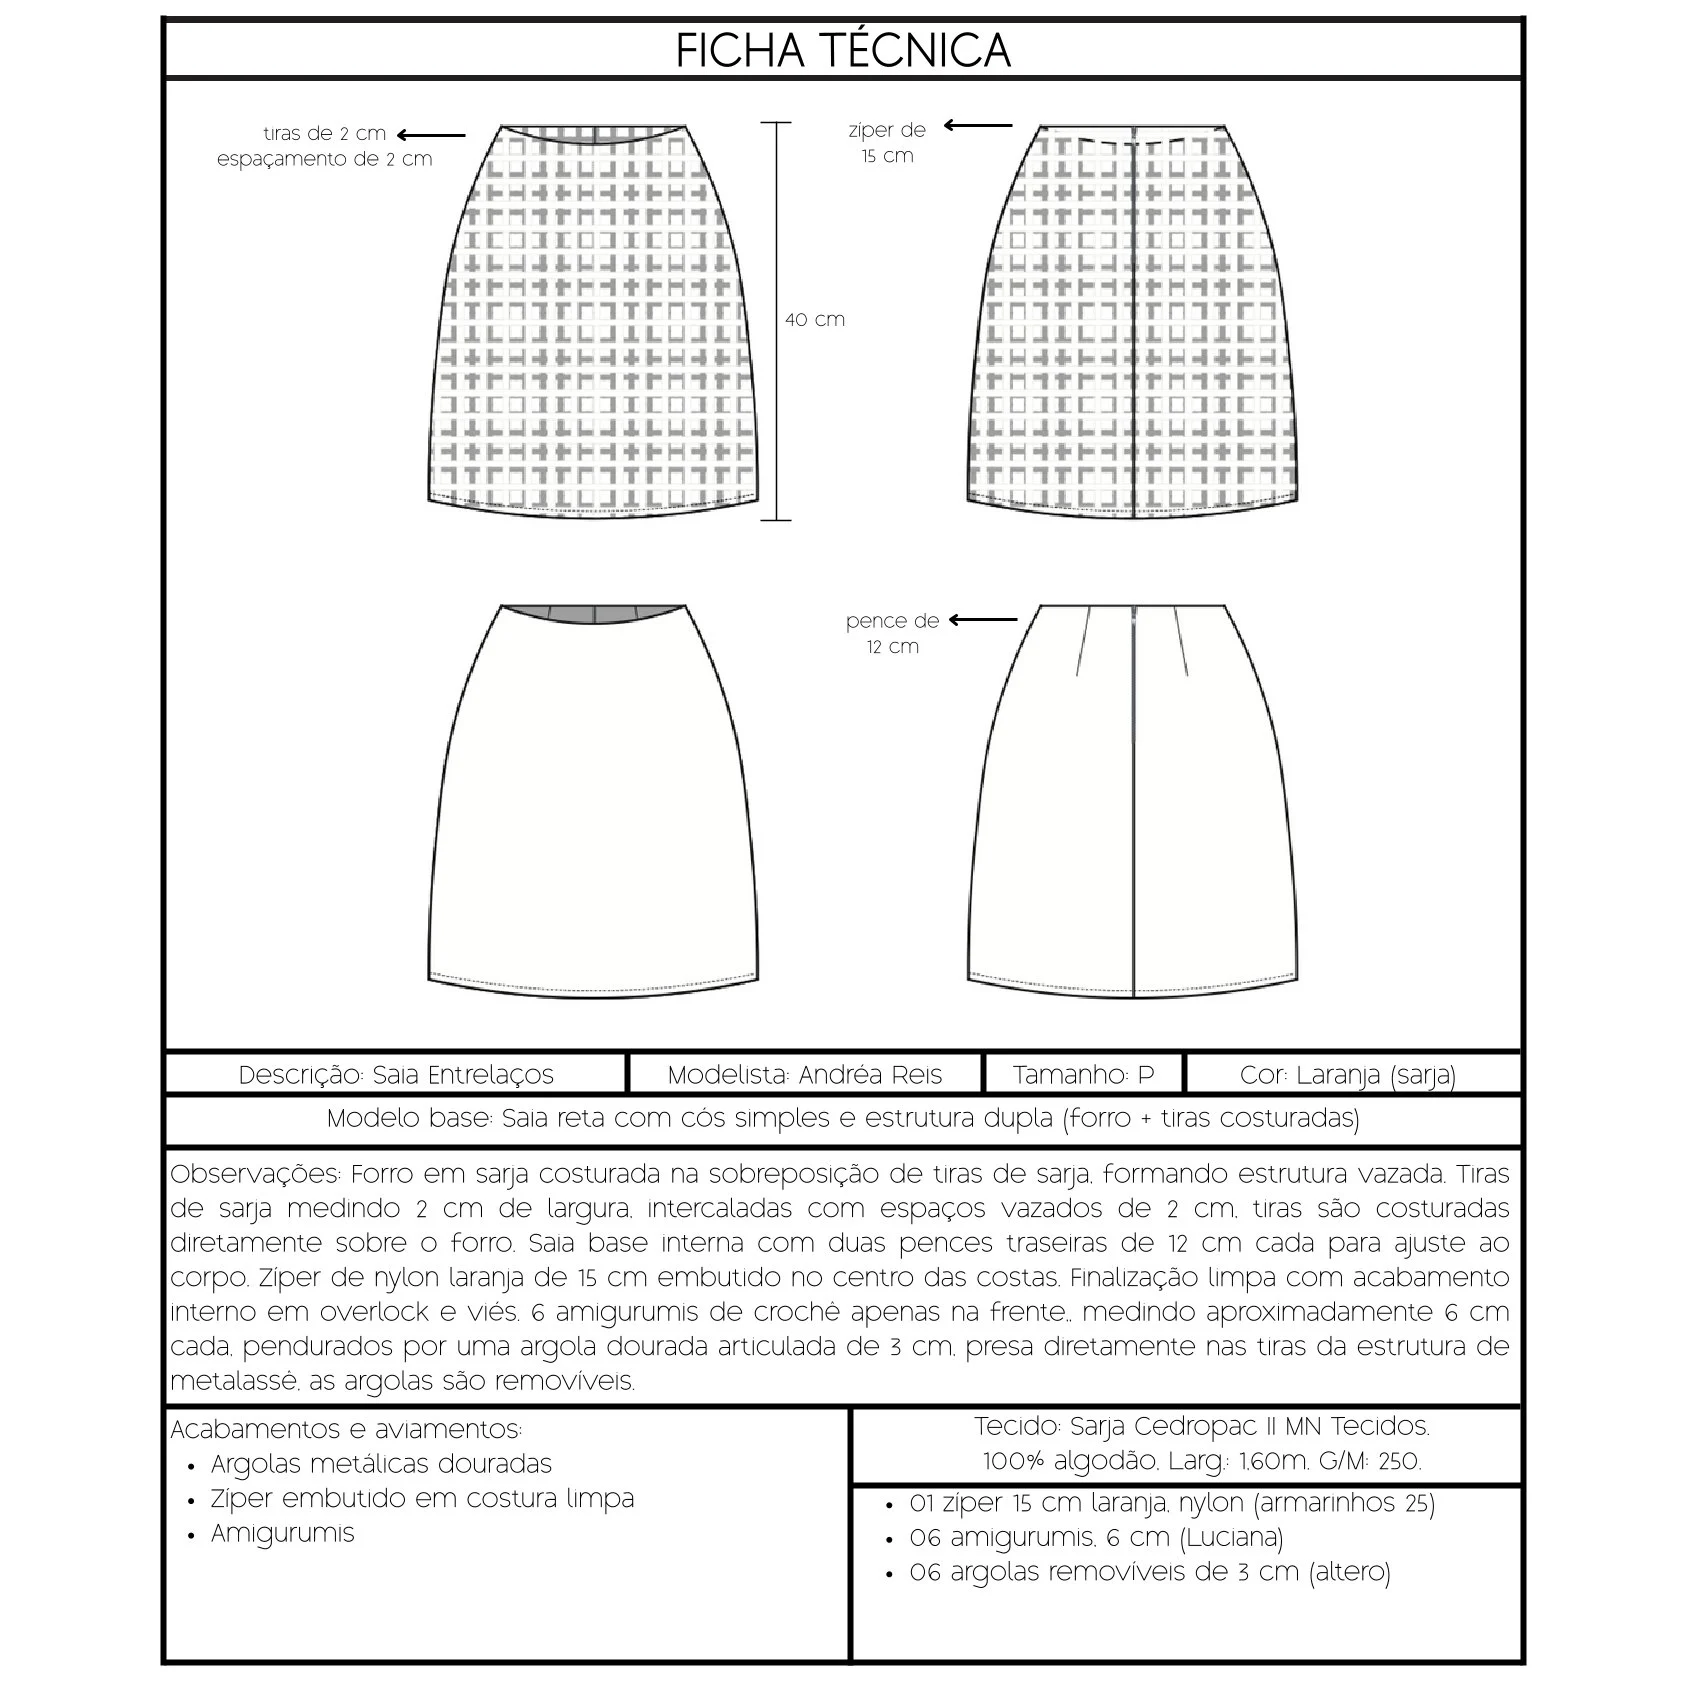 FICHA TÉCNICA
tiras de 2 cm
espaçamento de 2 cm
zíper de
15 cm
40 cm
pence de
12 cm
Descrição: Saia Entrelaços
Modelista: Andréa Reis
Tamanho: P
Cor: Laranja (sarja)
Modelo base: Saia reta com cós simples e estrutura dupla (forro + tiras costuradas)
Observações: Forro em sarja costurada na sobreposição de tiras de sarja, formando estrutura vazada. Tiras
de sarja medindo 2 cm de largura, intercaladas com espaços vazados de 2 cm, tiras são costuradas
diretamente sobre o forro. Saia base interna com duas pences traseiras de 12 cm cada para ajuste ao
corpo. Zíper de nylon laranja de 15 cm embutido no centro das costas. Finalização limpa com acabamento
interno em overlock e viés. 6 amigurumis de crochê apenas na frente,, medindo aproximadamente 6 cm
cada, pendurados por uma argola dourada articulada de 3 cm, presa diretamente nas tiras da estrutura de
metalassê, as argolas são removíveis.
Acabamentos e aviamentos:
• Argolas metálicas douradas
• Zíper embutido em costura limpa
• Amigurumis
Tecido: Sarja Cedropac II MN Tecidos.
100% algodão, Larg.: 1,60m, G/M: 250,
• 01 zíper 15 cm laranja, nylon (armarinhos 25)
• 06 amigurumis, 6 cm (Luciana)
• 06 argolas removíveis de 3 cm (altero)